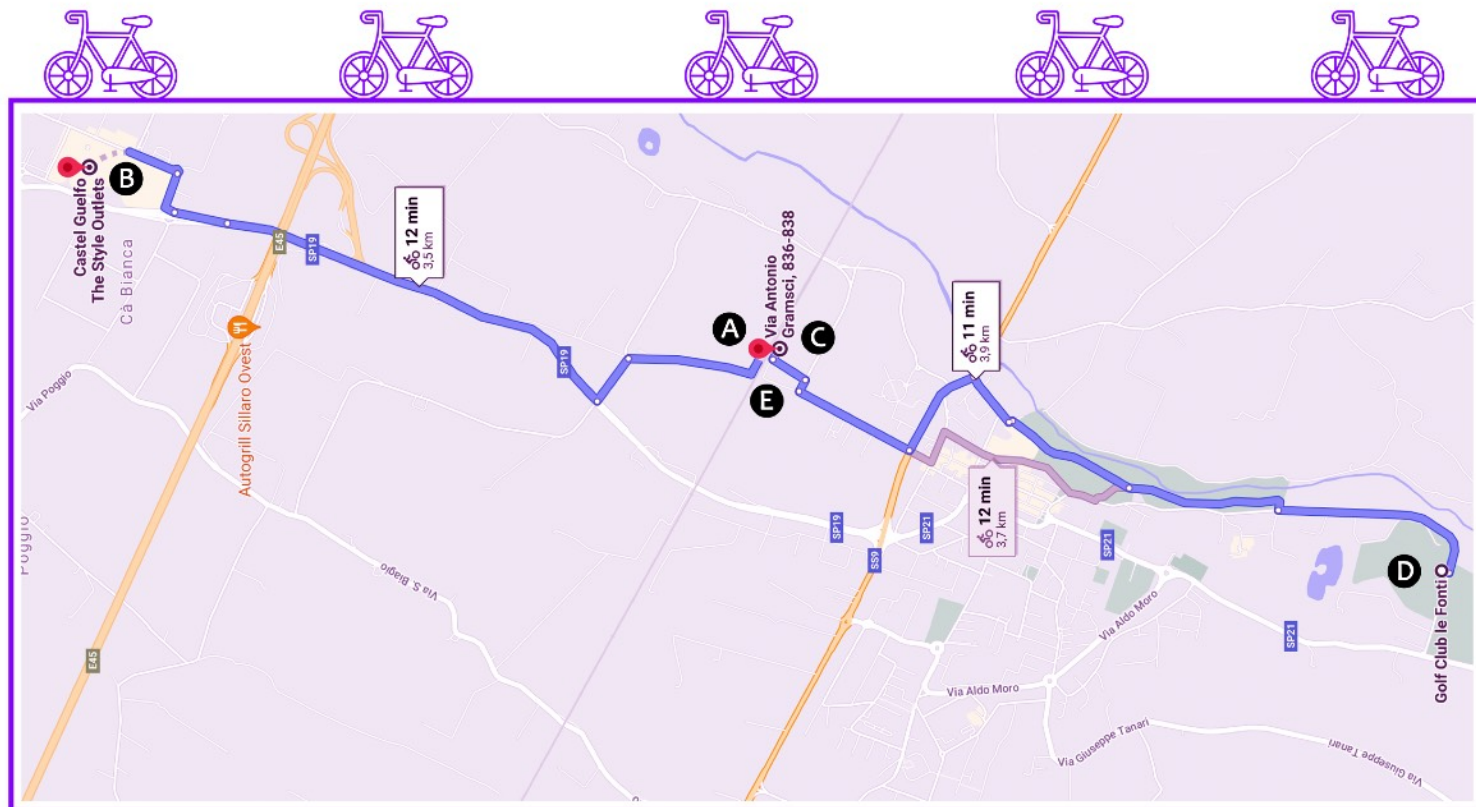 B
Castel Guelfo
The Style Outlets
Cà Bianca
E45
SP19
12 min
3,5 km
Autogrill Sillaro Ovest
Via Poggio
Poggio
E45
SP19
A
Via Antonio
Gramsci, 836-838
C
E
11 min
3,9 km
12 min
3,7 km
SP19
SP21
SS9
Via S. Biagio
SP21
D
Golf Club le Fonti
SP21
Via Aldo Moro
Via Aldo Moro
Via Giuseppe Tanari
Via Giuseppe Tanari